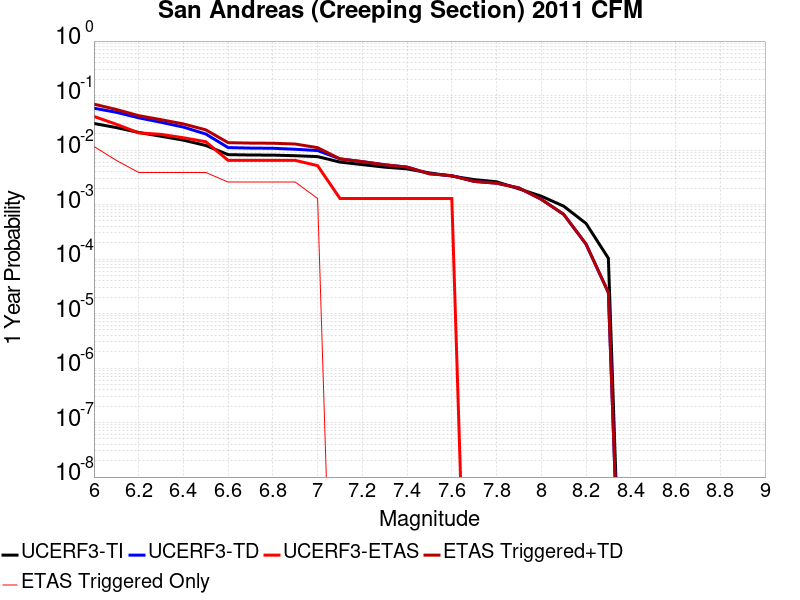 San Andreas (Creeping Section) 2011 CFM
1 Year Probability
10^0
10^-1
10^-2
10^-3
10^-4
10^-5
10^-6
10^-7
10^-8
6 6.2 6.4 6.6 6.8 7 7.2 7.4 7.6 7.8 8 8.2 8.4 8.6 8.8 9
Magnitude
UCERF3-TI UCERF3-TD UCERF3-ETAS ETAS Triggered+TD
ETAS Triggered Only